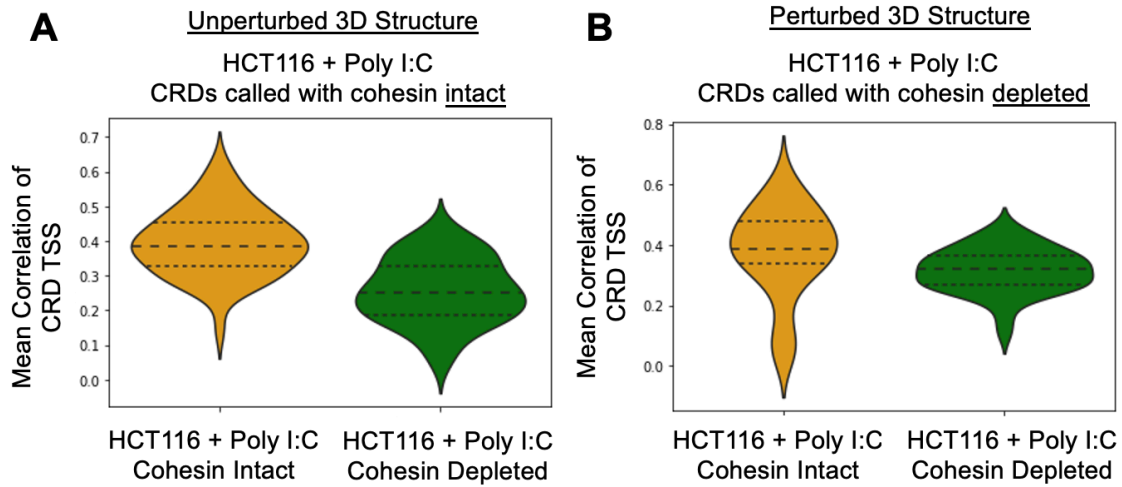 A
Unperturbed 3D Structure
HCT116 + Poly I:C
CRDs called with cohesin intact
Mean Correlation of
CRD TSS
0.7
0.6
0.5
0.4
0.3
0.2
0.1
0.0
HCT116 + Poly I:C
Cohesin Intact
HCT116 + Poly I:C
Cohesin Depleted
B
Perturbed 3D Structure
HCT116 + Poly I:C
CRDs called with cohesin depleted
Mean Correlation of
CRD TSS
0.8
0.6
0.4
0.2
0.0
HCT116 + Poly I:C
Cohesin Intact
HCT116 + Poly I:C
Cohesin Depleted